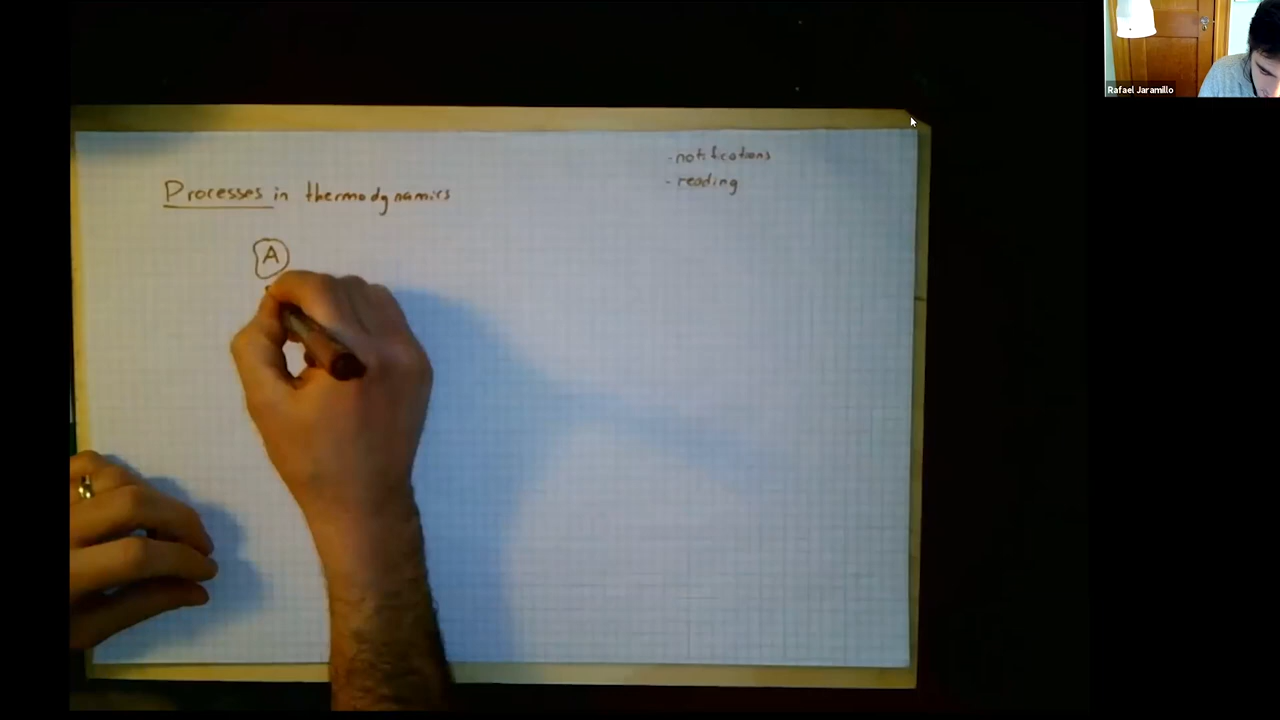 Rafael Jaramillo
- notifications
- reading
Processes in thermodynamics
A